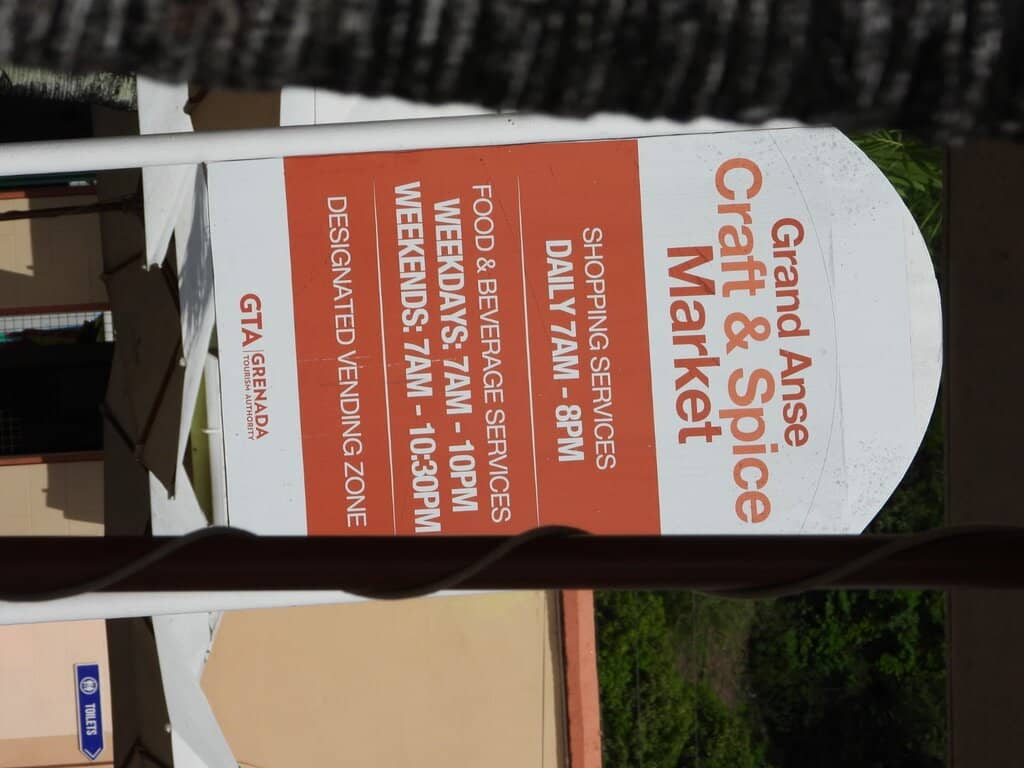 Grand Anse
Craft & Spice
Market
SHOPPING SERVICES
DAILY 7AM - 8PM
FOOD & BEVERAGE SERVICES
WEEKDAYS: 7AM - 10PM
WEEKENDS: 7AM - 10:30PM
DESIGNATED VENDING ZONE
GTA GRENADA
TOURISM AUTHORITY
TOILETS